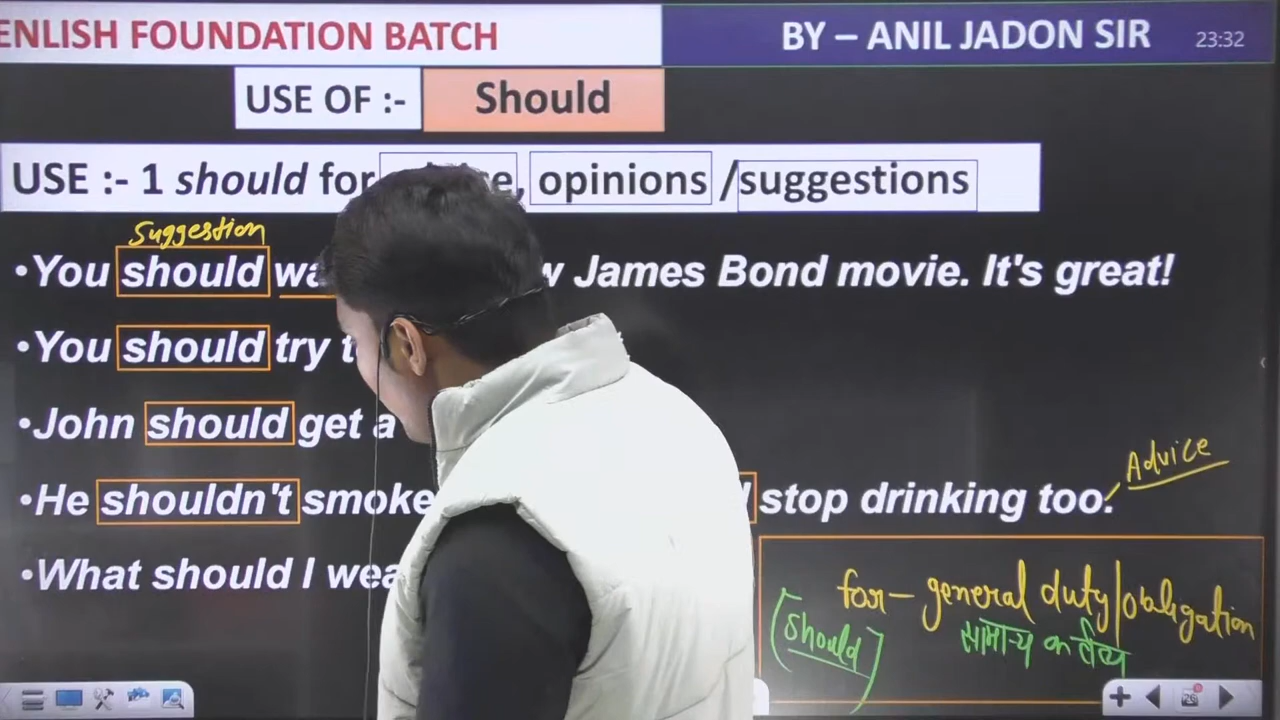 ENLISH FOUNDATION BATCH
BY – ANIL JADON SIR
23:32
USE OF :-
Should
USE :- 1 should for , opinions /suggestions
Suggestion
•You should James Bond movie. It's great!
•You should try
•John should get a
•He shouldn't smoke stop drinking too.
Advice
•What should I
for – general duty/obligation
[should]
सामान्य कर्तव्य
26